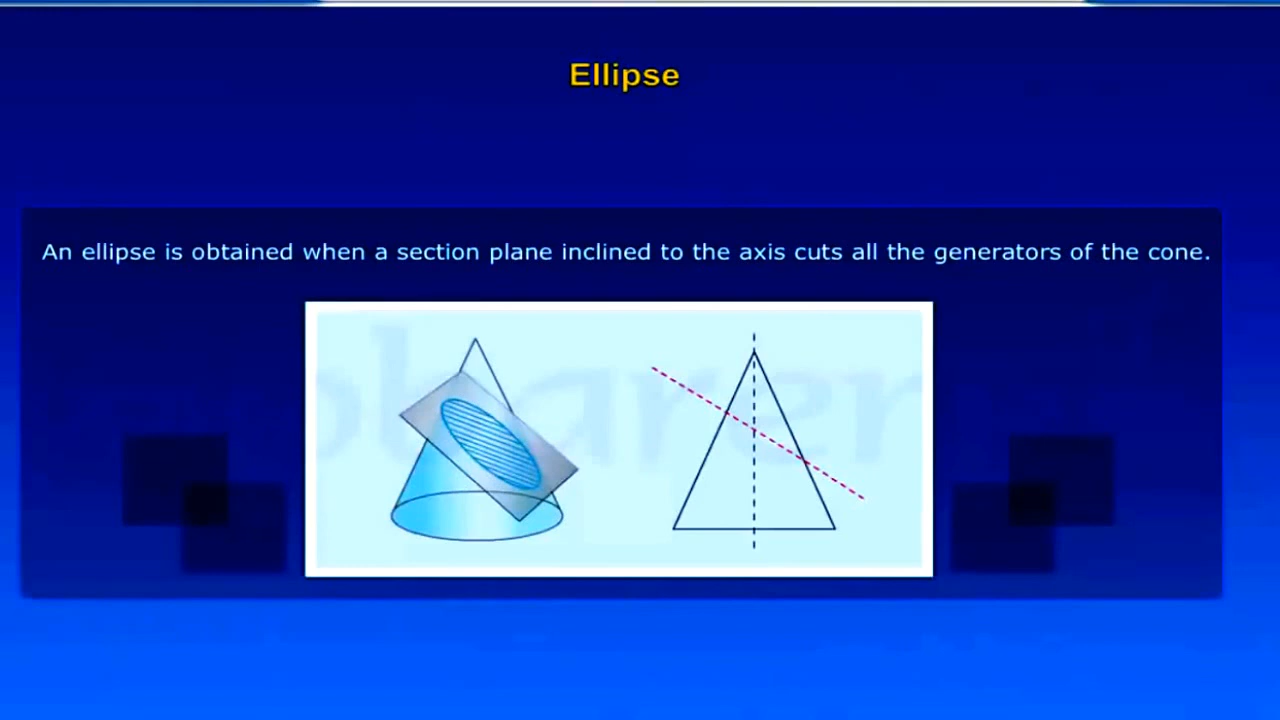 Ellipse
An ellipse is obtained when a section plane inclined to the axis cuts all the generators of the cone.